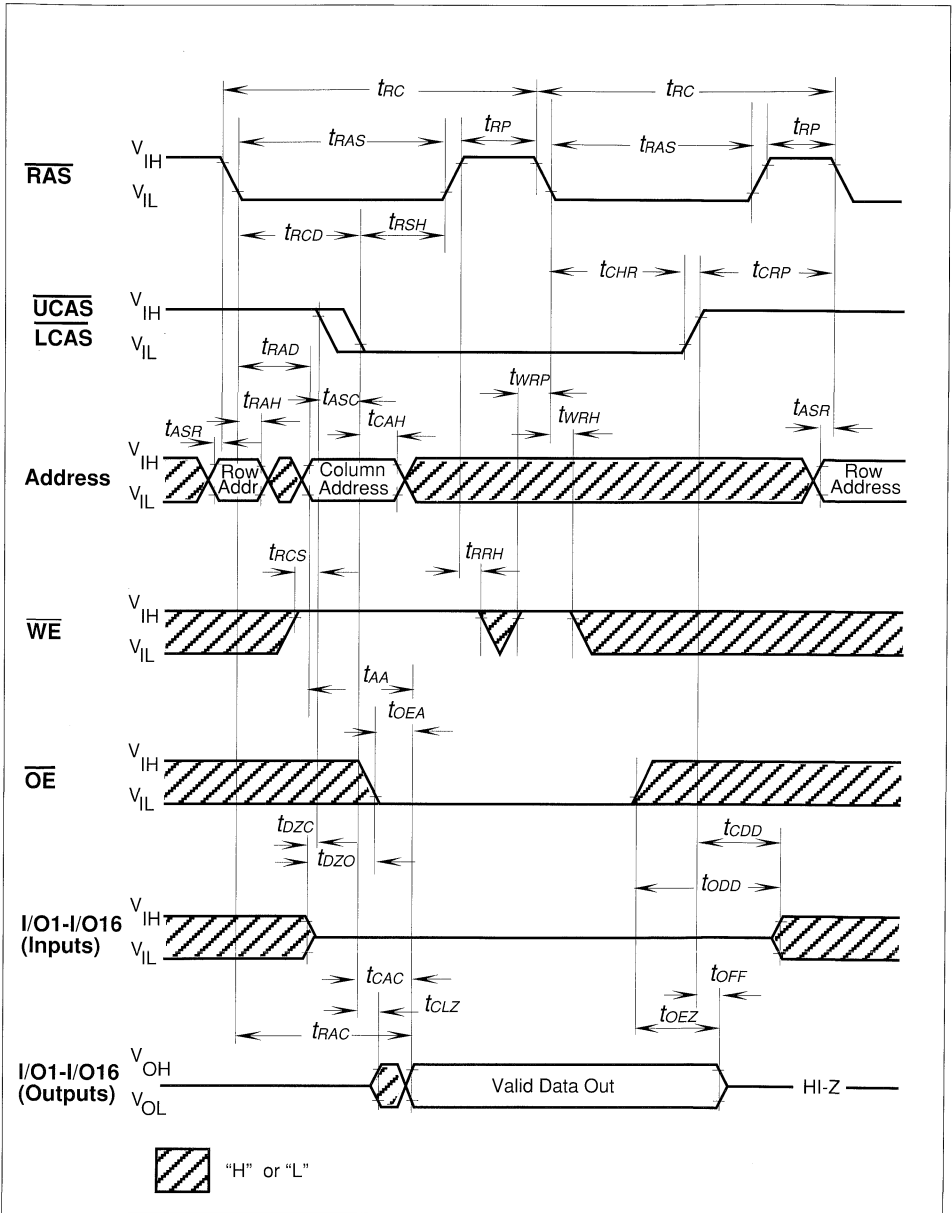 tRC tRC
tRAS tRP tRAS tRP
RAS VIH
VIL
tRCD tRSH
tCHR tCRP
UCAS VIH
LCAS VIL
tRAD
tRAH tASC tWRP
tASR tCAH tWRH tASR
Address VIH Row Addr Column Address Row Address
VIL
tRCS tRRH
WE VIH
VIL
tAA
tOEA
OE VIH
VIL
tDZC tCDD
tDZO tODD
I/O1-I/O16 (Inputs) VIH
VIL
tCAC tOFF
tCLZ tOEZ
tRAC
I/O1-I/O16 (Outputs) VOH
VOL
Valid Data Out HI-Z
“H” or “L”